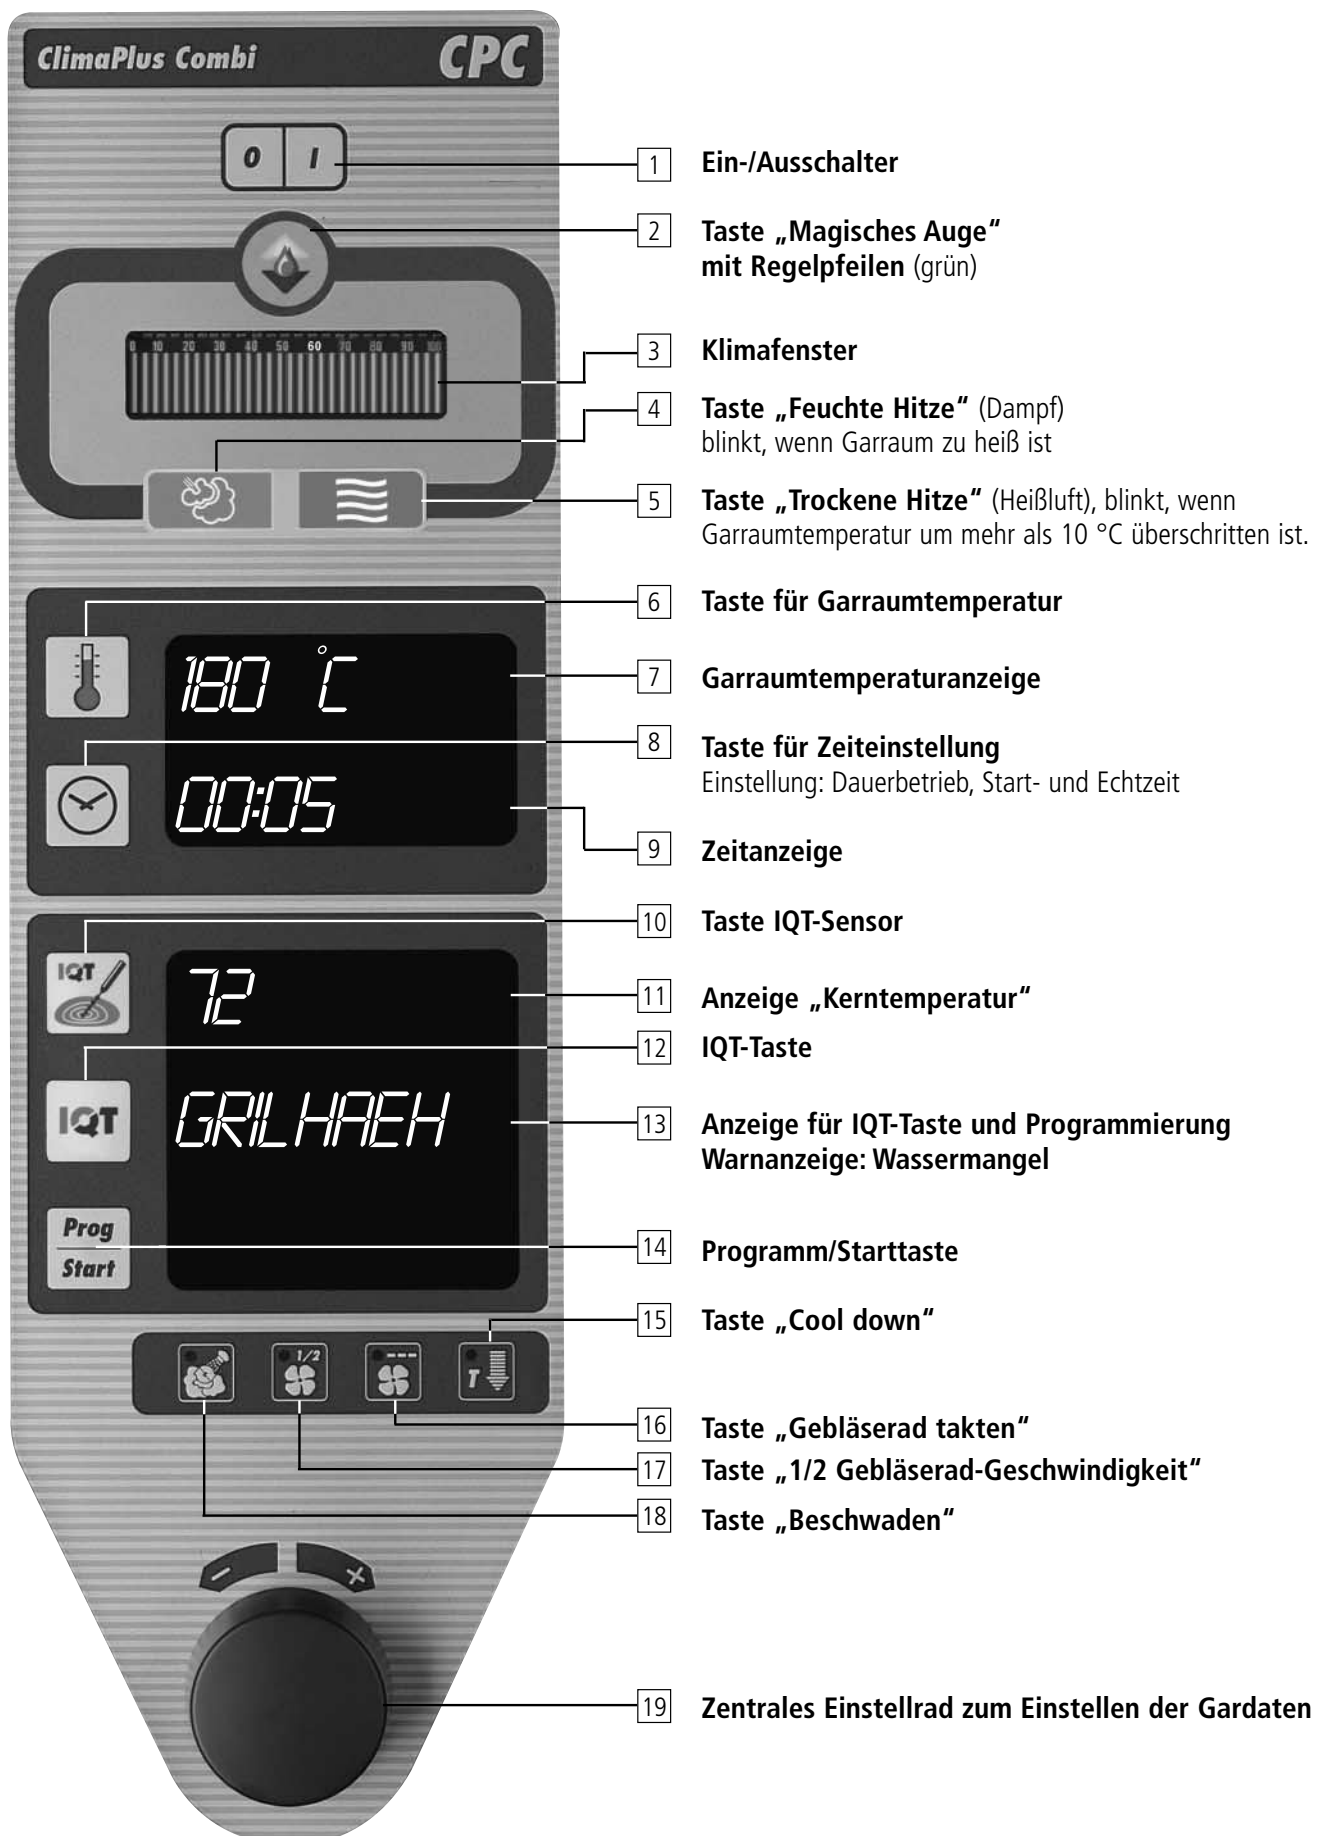 ClimaPlus Combi CPC
0 I
1 Ein-/Ausschalter
2 Taste „Magisches Auge“
mit Regelpfeilen (grün)
0 10 20 30 40 50 60 70 80 90 100
3 Klimafenster
4 Taste „Feuchte Hitze“ (Dampf)
blinkt, wenn Garraum zu heiß ist
5 Taste „Trockene Hitze“ (Heißluft), blinkt, wenn
Garraumtemperatur um mehr als 10 °C überschritten ist.
6 Taste für Garraumtemperatur
180 °C
7 Garraumtemperaturanzeige
8 Taste für Zeiteinstellung
Einstellung: Dauerbetrieb, Start- und Echtzeit
00:05
9 Zeitanzeige
10 Taste IQT-Sensor
IQT
72
11 Anzeige „Kerntemperatur“
12 IQT-Taste
IQT
GRILHAEH
13 Anzeige für IQT-Taste und Programmierung
Warnanzeige: Wassermangel
Prog
Start
14 Programm/Starttaste
15 Taste „Cool down“
1/2
T
16 Taste „Gebläserad takten“
17 Taste „1/2 Gebläserad-Geschwindigkeit“
18 Taste „Beschwaden“
- +
19 Zentrales Einstellrad zum Einstellen der Gardaten